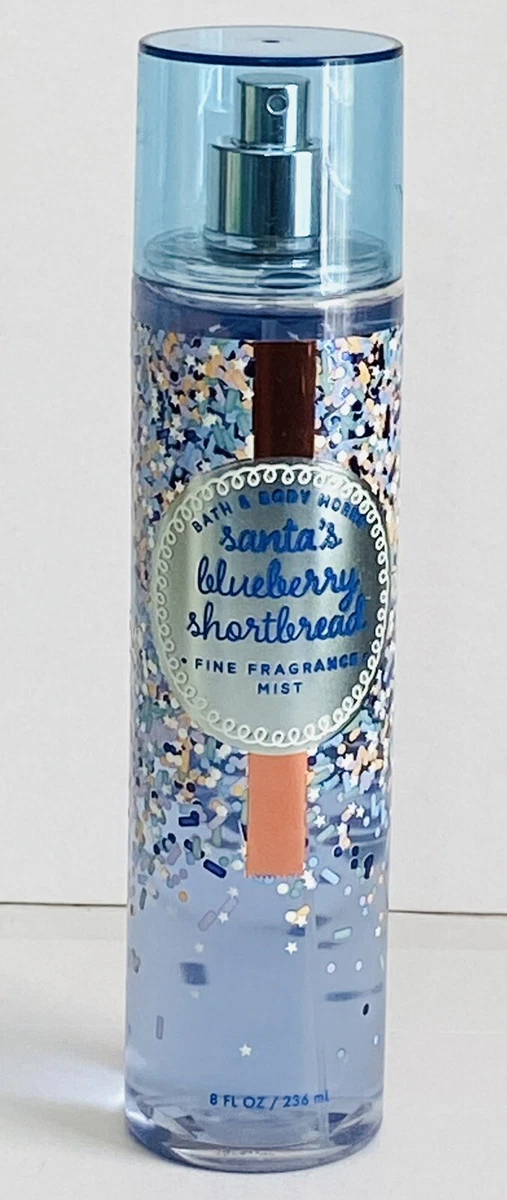 BATH & BODY WORKS
santa's
blueberry
shortbread
• FINE FRAGRANCE •
MIST
8 FL OZ / 236 mL